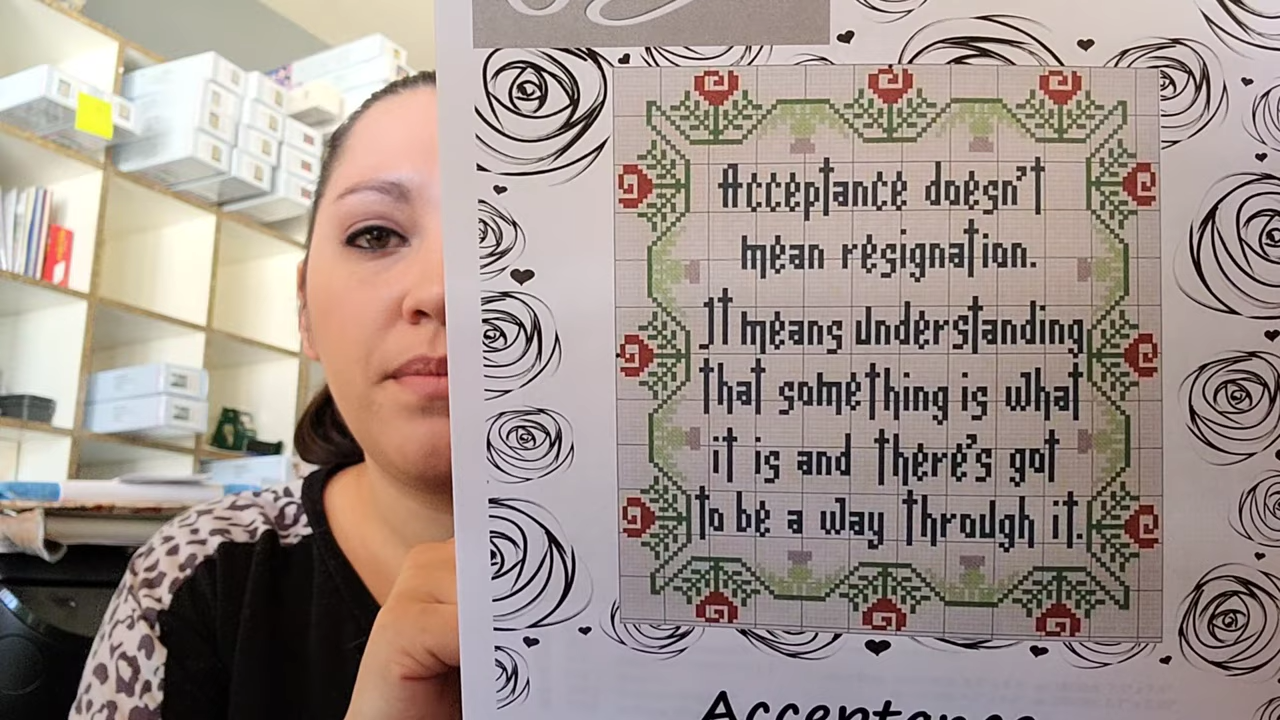 Acceptance doesn't
mean resignation.
It means understanding
that something is what
it is and there's got
to be a way through it.
Acceptance